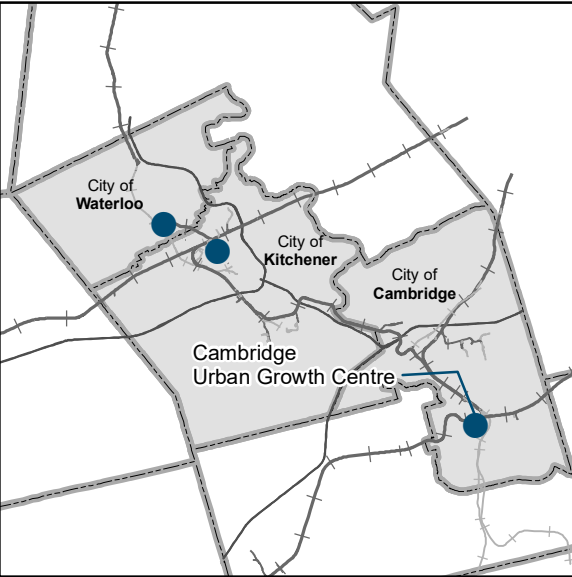 City of
Waterloo
City of
Kitchener
City of
Cambridge
Cambridge
Urban Growth Centre